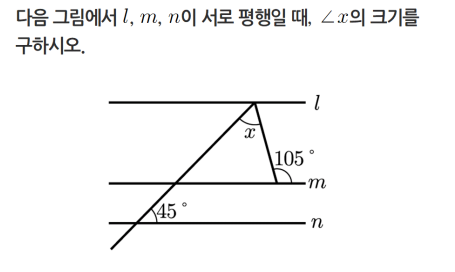 다음 그림에서 l, m, n이 서로 평행일 때, ∠x의 크기를
구하시오.
l
x
105°
m
45°
n